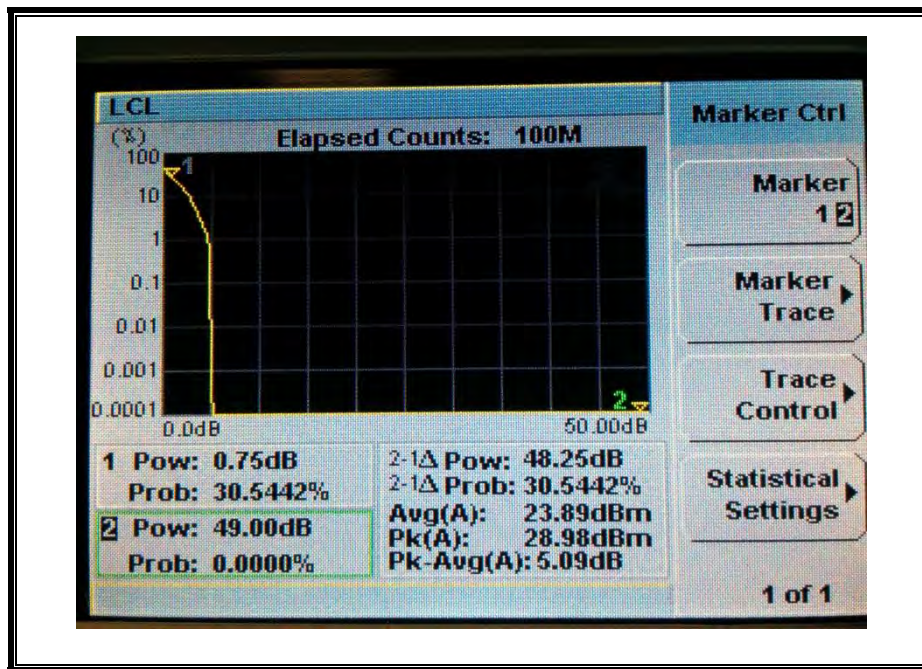 LCL
(%)
Elapsed Counts: 100M
100
10
1
0.1
0.01
0.001
0.0001
1
2
0.0dB
50.00dB
1 Pow: 0.75dB
Prob: 30.5442%
2 Pow: 49.00dB
Prob: 0.0000%
2-1Δ Pow: 48.25dB
2-1Δ Prob: 30.5442%
Avg(A): 23.89dBm
Pk(A): 28.98dBm
Pk-Avg(A): 5.09dB
Marker Ctrl
Marker
1 2
Marker
Trace
Trace
Control
Statistical
Settings
1 of 1